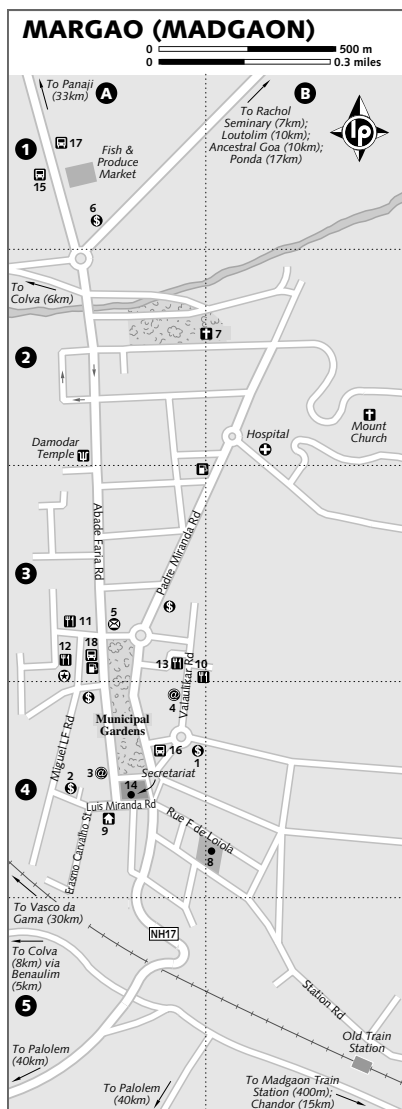 MARGAO (MADGAON)
0 500 m
0 0.3 miles
To Panaji
(33km)
A
B
To Rachol
Seminary (7km);
Loutolim (10km);
Ancestral Goa (10km);
Ponda (17km)
lp
1
17
Fish &
Produce
Market
15
6
$
To
Colva (6km)
7
2
Hospital
Mount
Church
Damodar
Temple
Abade Faria Rd
Padre Miranda Rd
3
$
5
11
12
18
13
10
Valaulikar Rd
$
@
4
Municipal
Gardens
Miguel LF Rd
16
$
1
Secretariat
4
2
$
3
@
14
Luis Miranda Rd
Erasmo Carvalho St
9
Rue F de Loiola
8
To Vasco da
Gama (30km)
NH17
To Colva
(8km) via
Benaulim
(5km)
Station Rd
5
Old Train
Station
To Palolem
(40km)
To Palolem
(40km)
To Madgaon Train
Station (400m);
Chandor (15km)